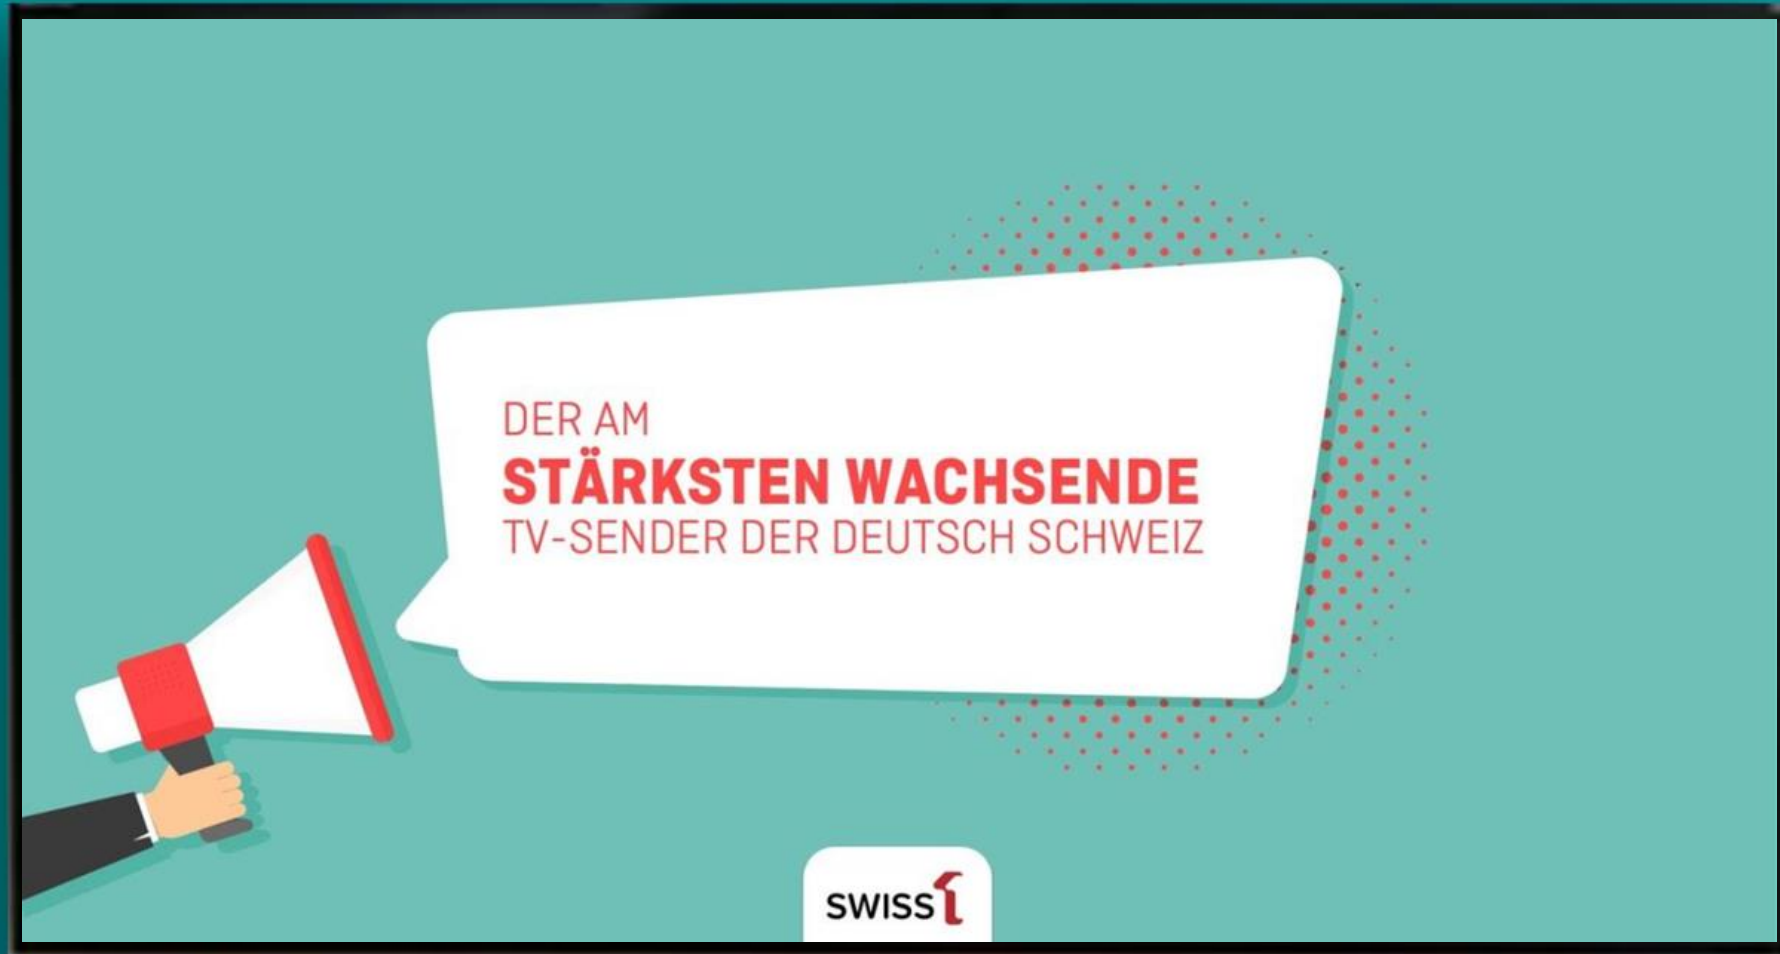 DER AM
STÄRKSTEN WACHSENDE
TV-SENDER DER DEUTSCH SCHWEIZ
SWISS1